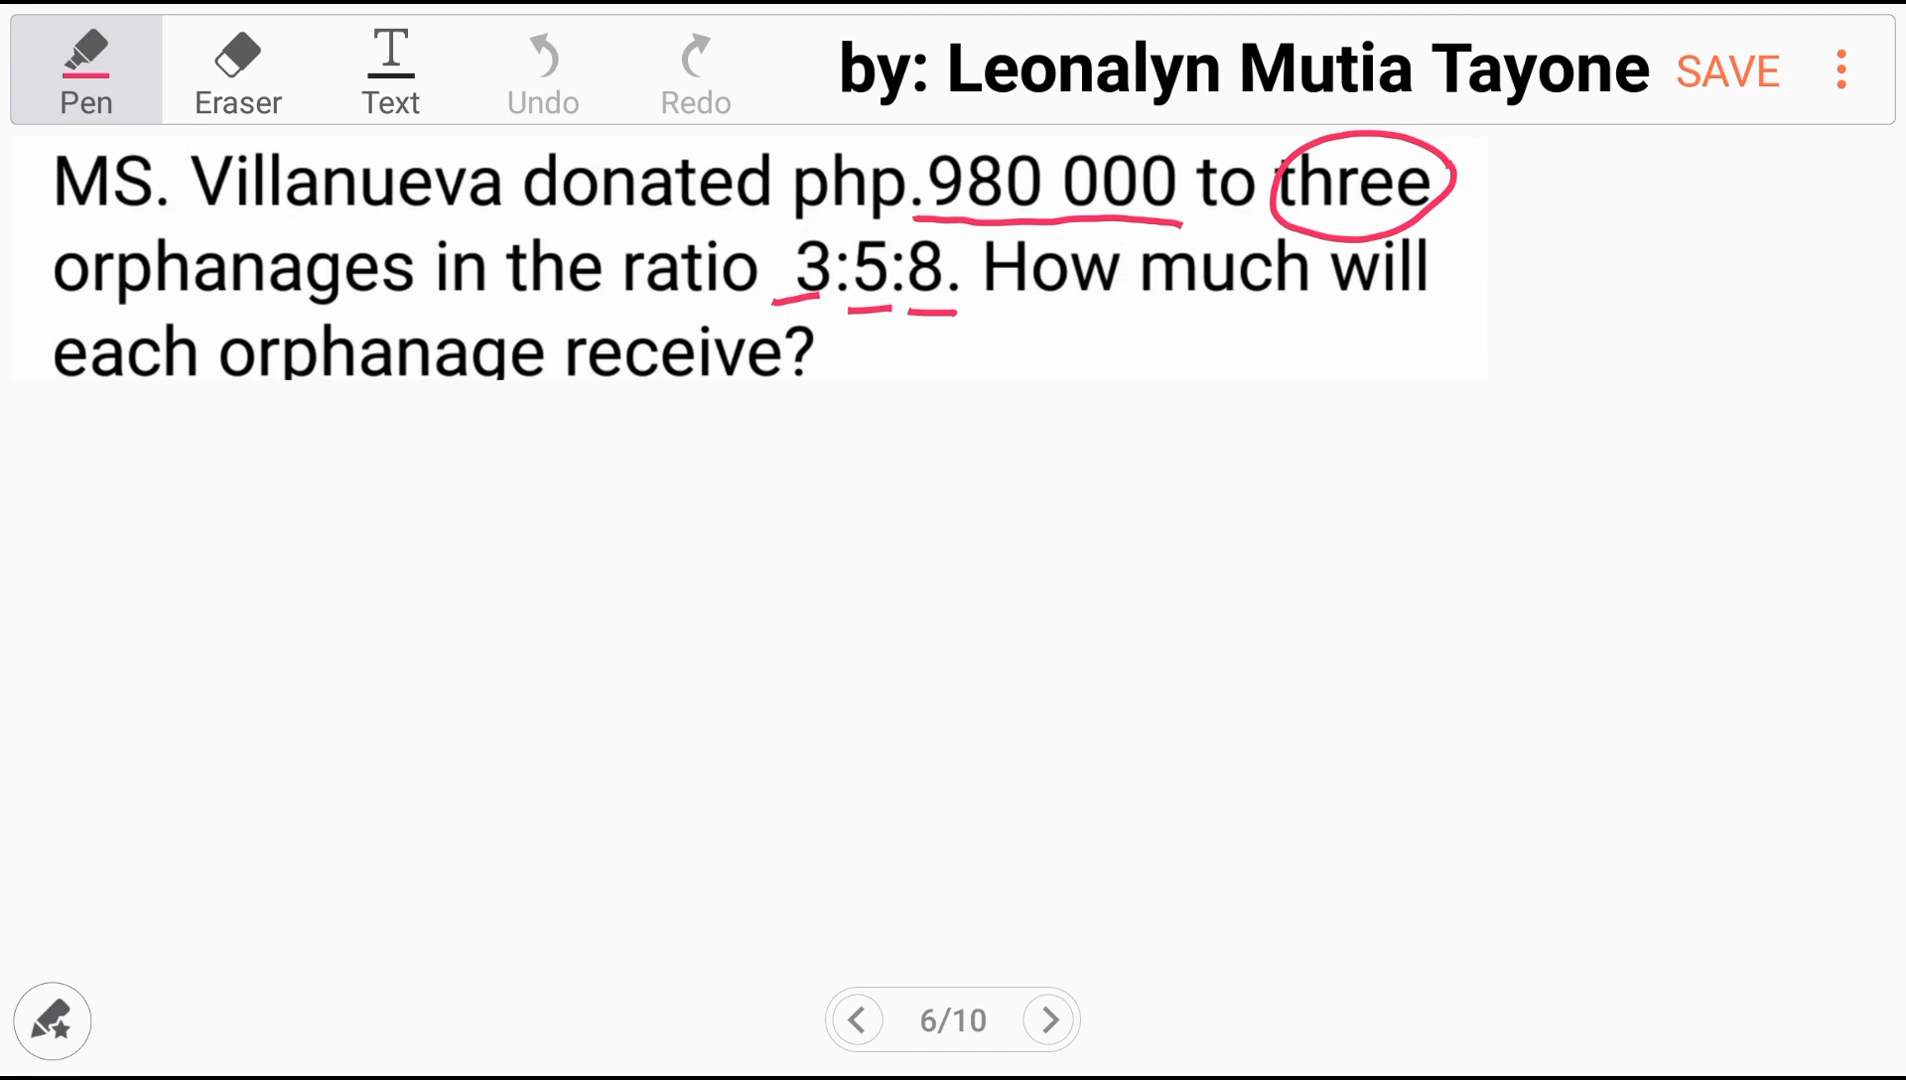 Pen Eraser Text Undo Redo by: Leonalyn Mutia Tayone SAVE
MS. Villanueva donated php.980 000 to three
orphanages in the ratio 3:5:8. How much will
each orphanage receive?
6/10